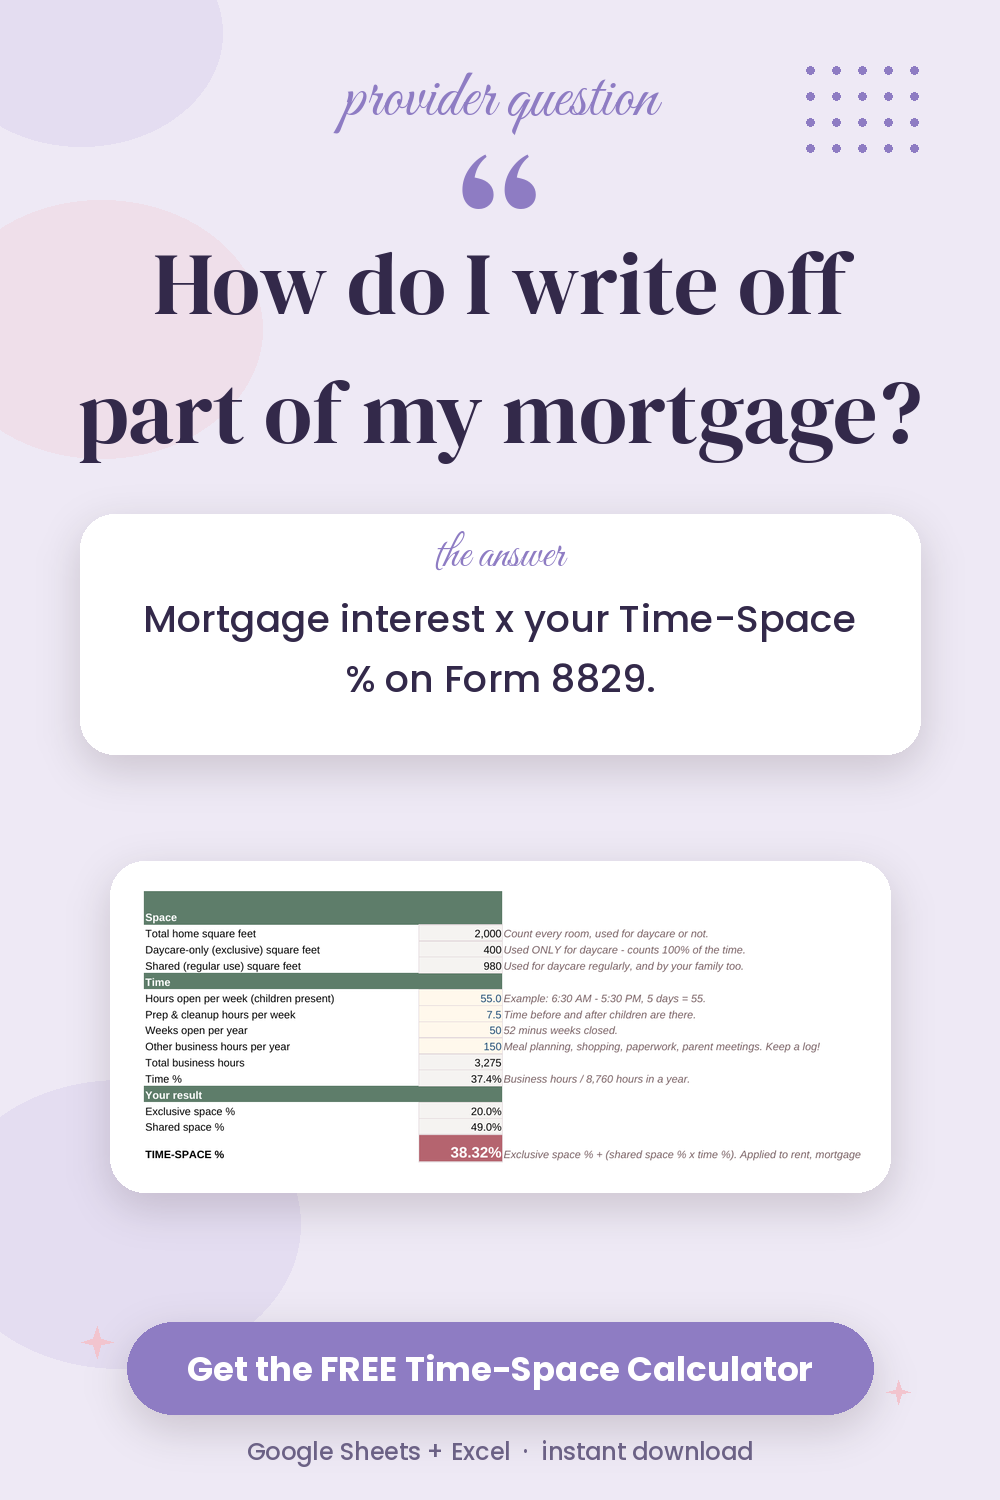 provider question
“
How do I write off
part of my mortgage?
the answer
Mortgage interest x your Time-Space
% on Form 8829.
Space
Total home square feet 2,000 Count every room, used for daycare or not.
Daycare-only (exclusive) square feet 400 Used ONLY for daycare - counts 100% of the time.
Shared (regular use) square feet 980 Used for daycare regularly, and by your family too.
Time
Hours open per week (children present) 55.0 Example: 6:30 AM - 5:30 PM, 5 days = 55.
Prep & cleanup hours per week 7.5 Time before and after children are there.
Weeks open per year 50 52 minus weeks closed.
Other business hours per year 150 Meal planning, shopping, paperwork, parent meetings. Keep a log!
Total business hours 3,275
Time % 37.4% Business hours / 8,760 hours in a year.
Your result
Exclusive space % 20.0%
Shared space % 49.0%
TIME-SPACE % 38.32% Exclusive space % + (shared space % x time %). Applied to rent, mortgage
Get the FREE Time-Space Calculator
Google Sheets + Excel · instant download